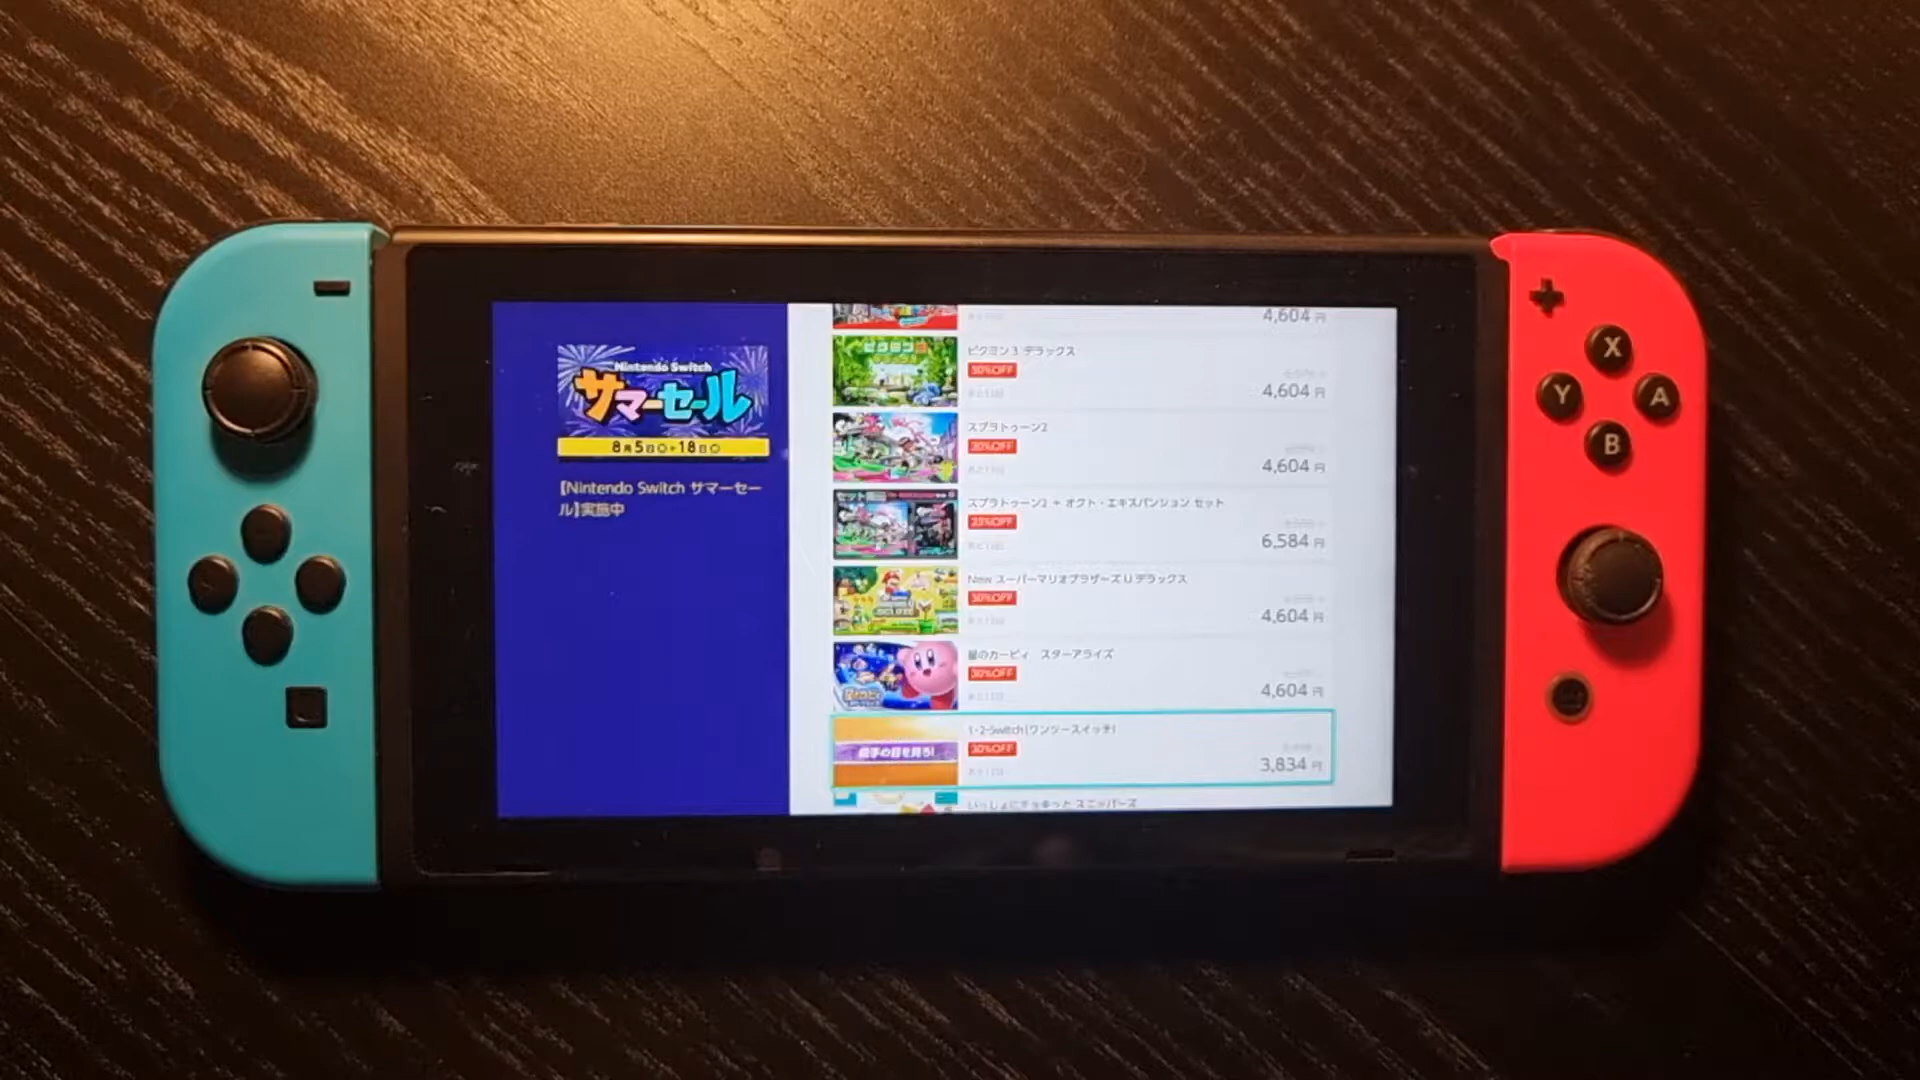 Nintendo Switch
サマーセール
8月5日 18日
【Nintendo Switch サマーセー
ル】実施中
4,604 円
ピクミン3 デラックス
30%OFF
4,604 円
スプラトゥーン2
30%OFF
4,604 円
スプラトゥーン2 + オクト・エキスパンション セット
25%OFF
6,584 円
New スーパーマリオブラザーズ U デラックス
30%OFF
4,604 円
星のカービィ スターアライズ
30%OFF
4,604 円
1-2-Switch(ワンツースイッチ)
30%OFF
3,834 円
いっしょにチョキッと スニッパーズ
X
Y
A
B